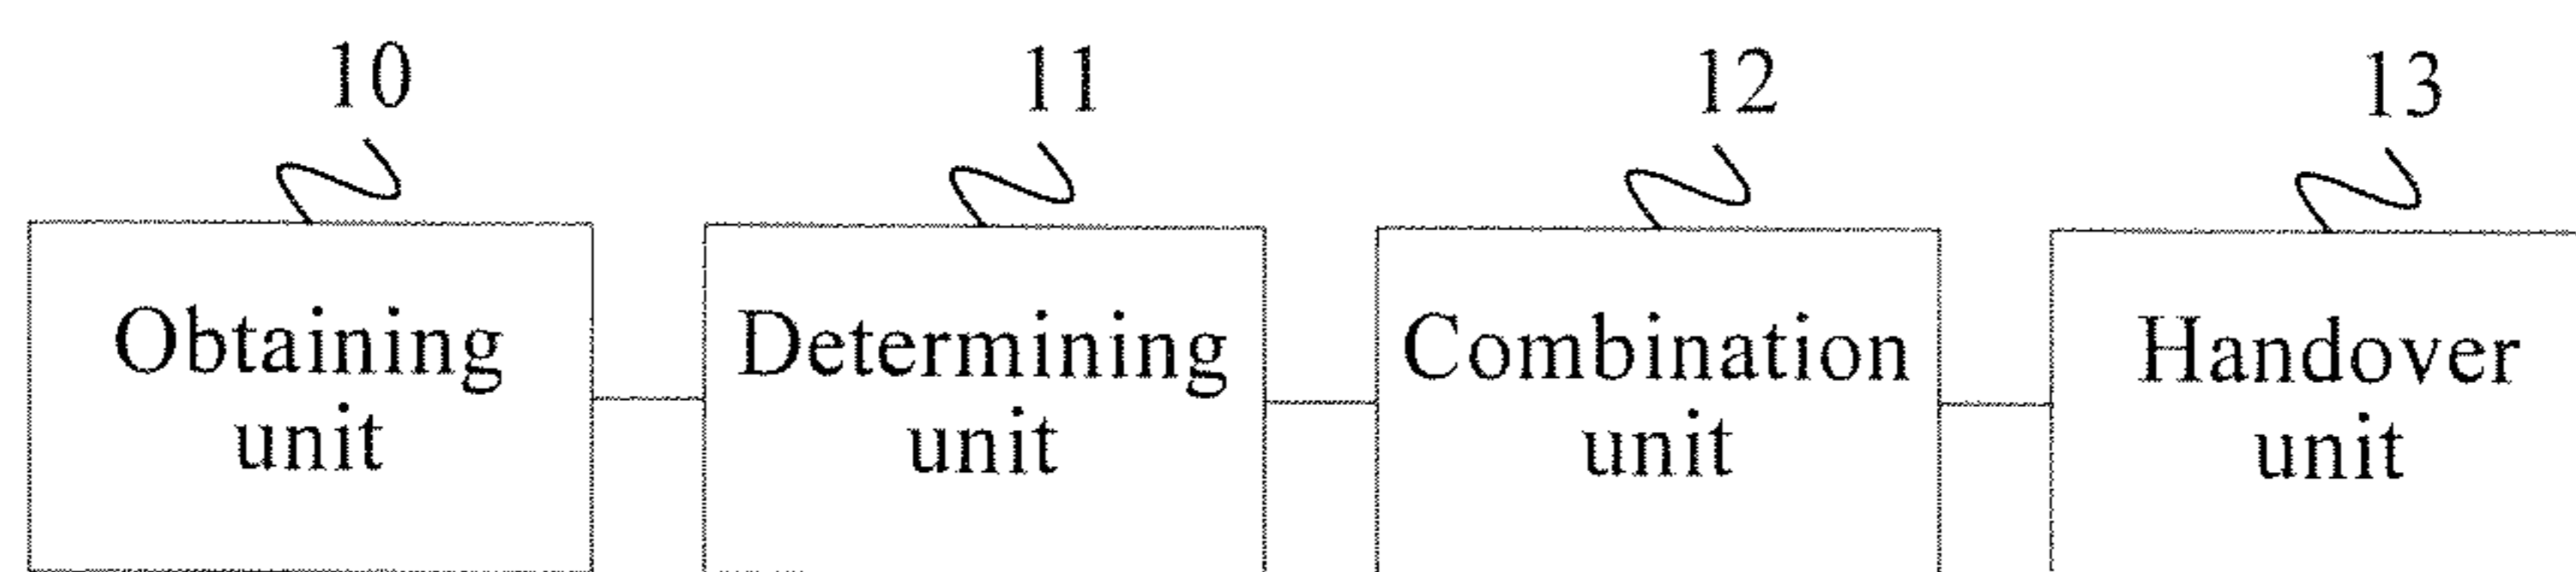 10
11
12
13
Obtaining
unit
Determining
unit
Combination
unit
Handover
unit